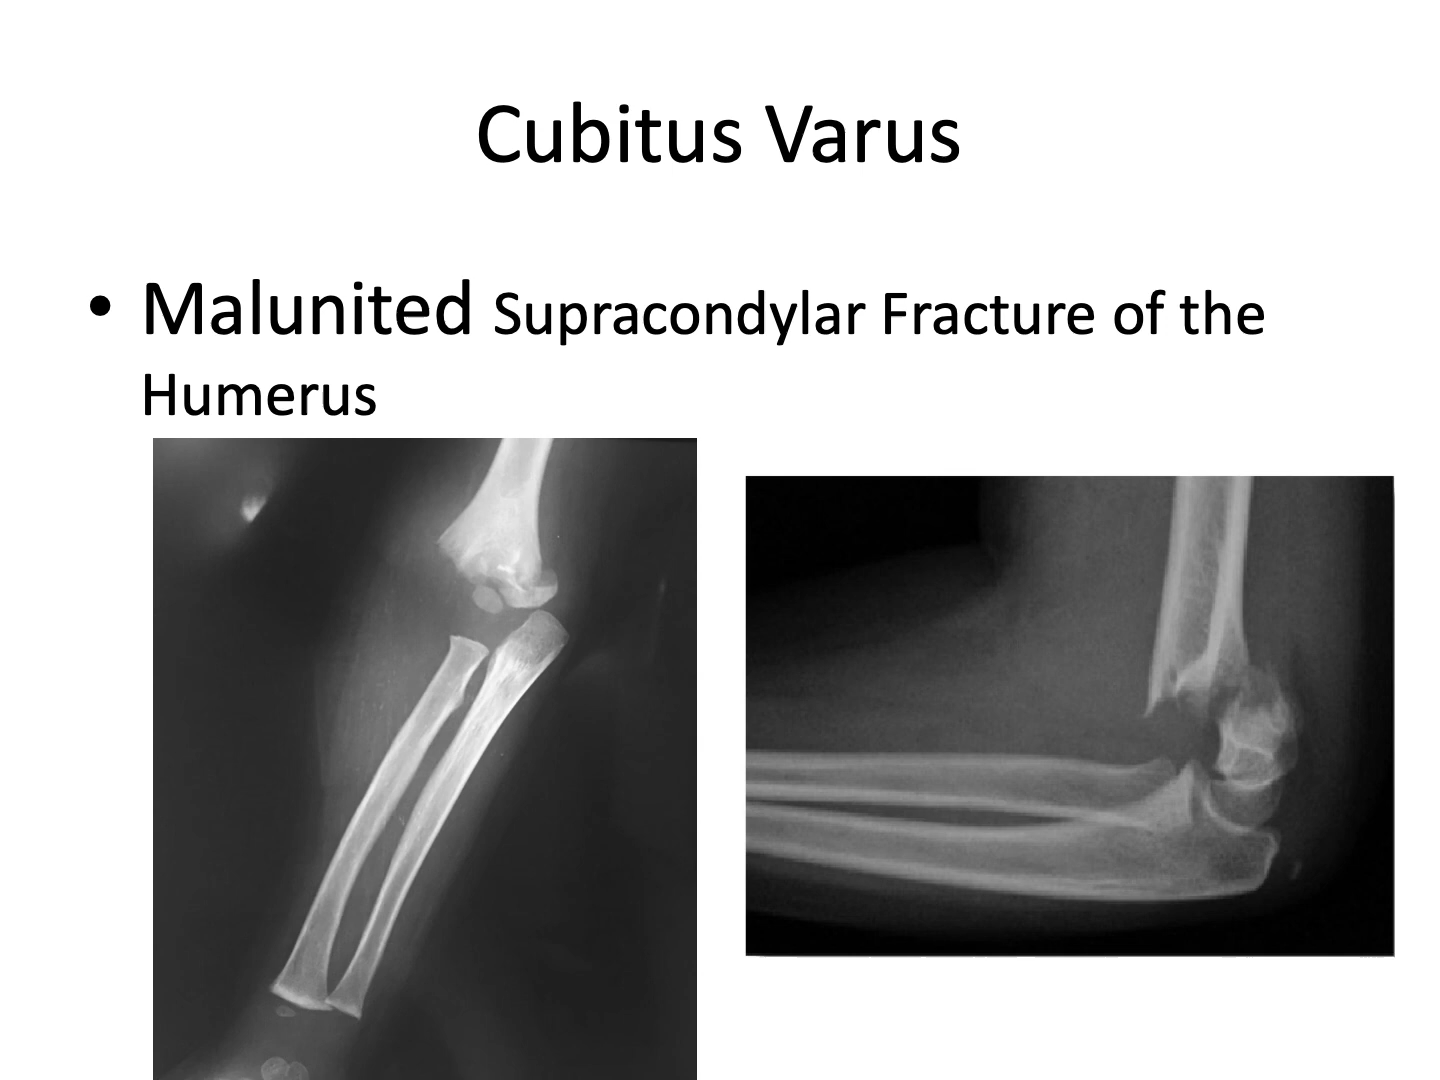 Cubitus Varus
• Malunited Supracondylar Fracture of the
Humerus